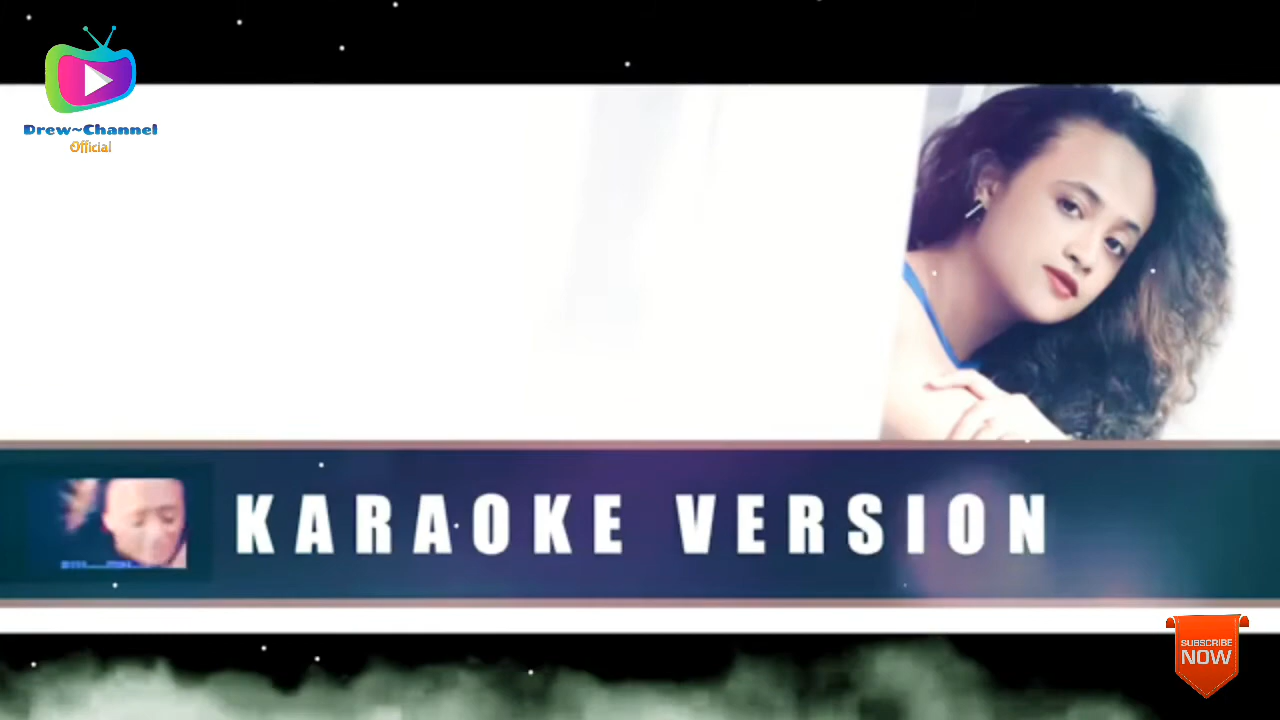 Drew~Channel
Official
KARAOKE VERSION
SUBSCRIBE
NOW